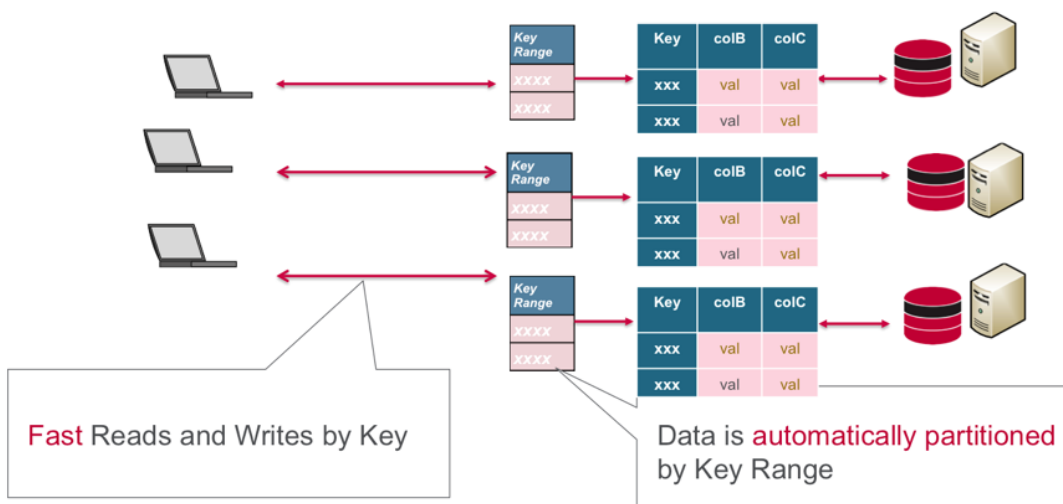 Key
Range
xxxx
xxxx
Key colB colC
xxx val val
xxx val val
Key
Range
xxxx
xxxx
Key colB colC
xxx val val
xxx val val
Key
Range
xxxx
xxxx
Key colB colC
xxx val val
xxx val val
Fast Reads and Writes by Key
Data is automatically partitioned
by Key Range